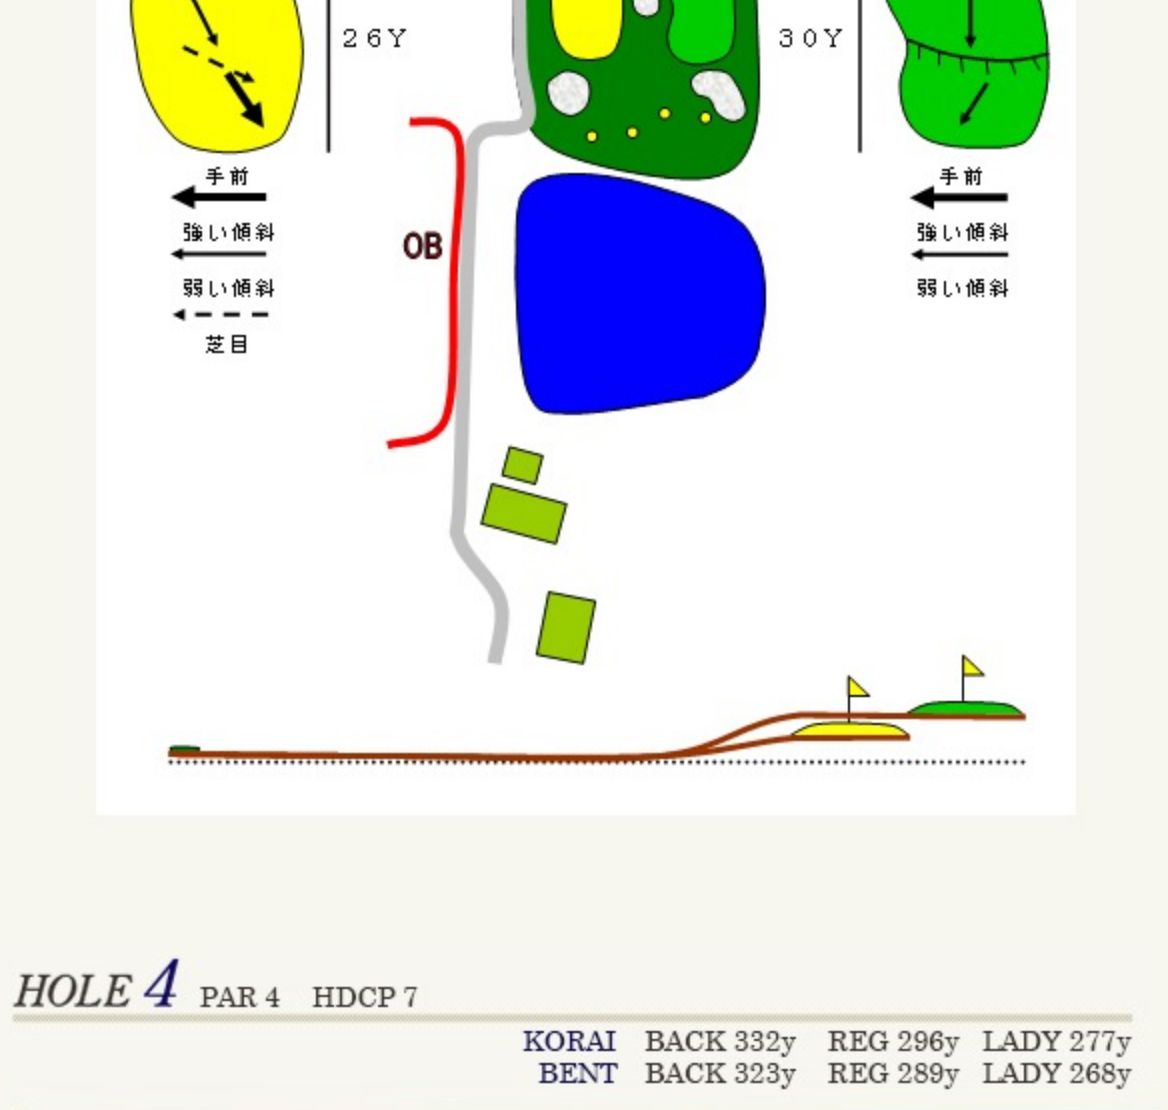 26Y
30Y
手前
強い傾斜
弱い傾斜
芝目
OB
手前
強い傾斜
弱い傾斜
HOLE 4 PAR 4 HDCP 7
KORAI BACK 332y REG 296y LADY 277y
BENT BACK 323y REG 289y LADY 268y